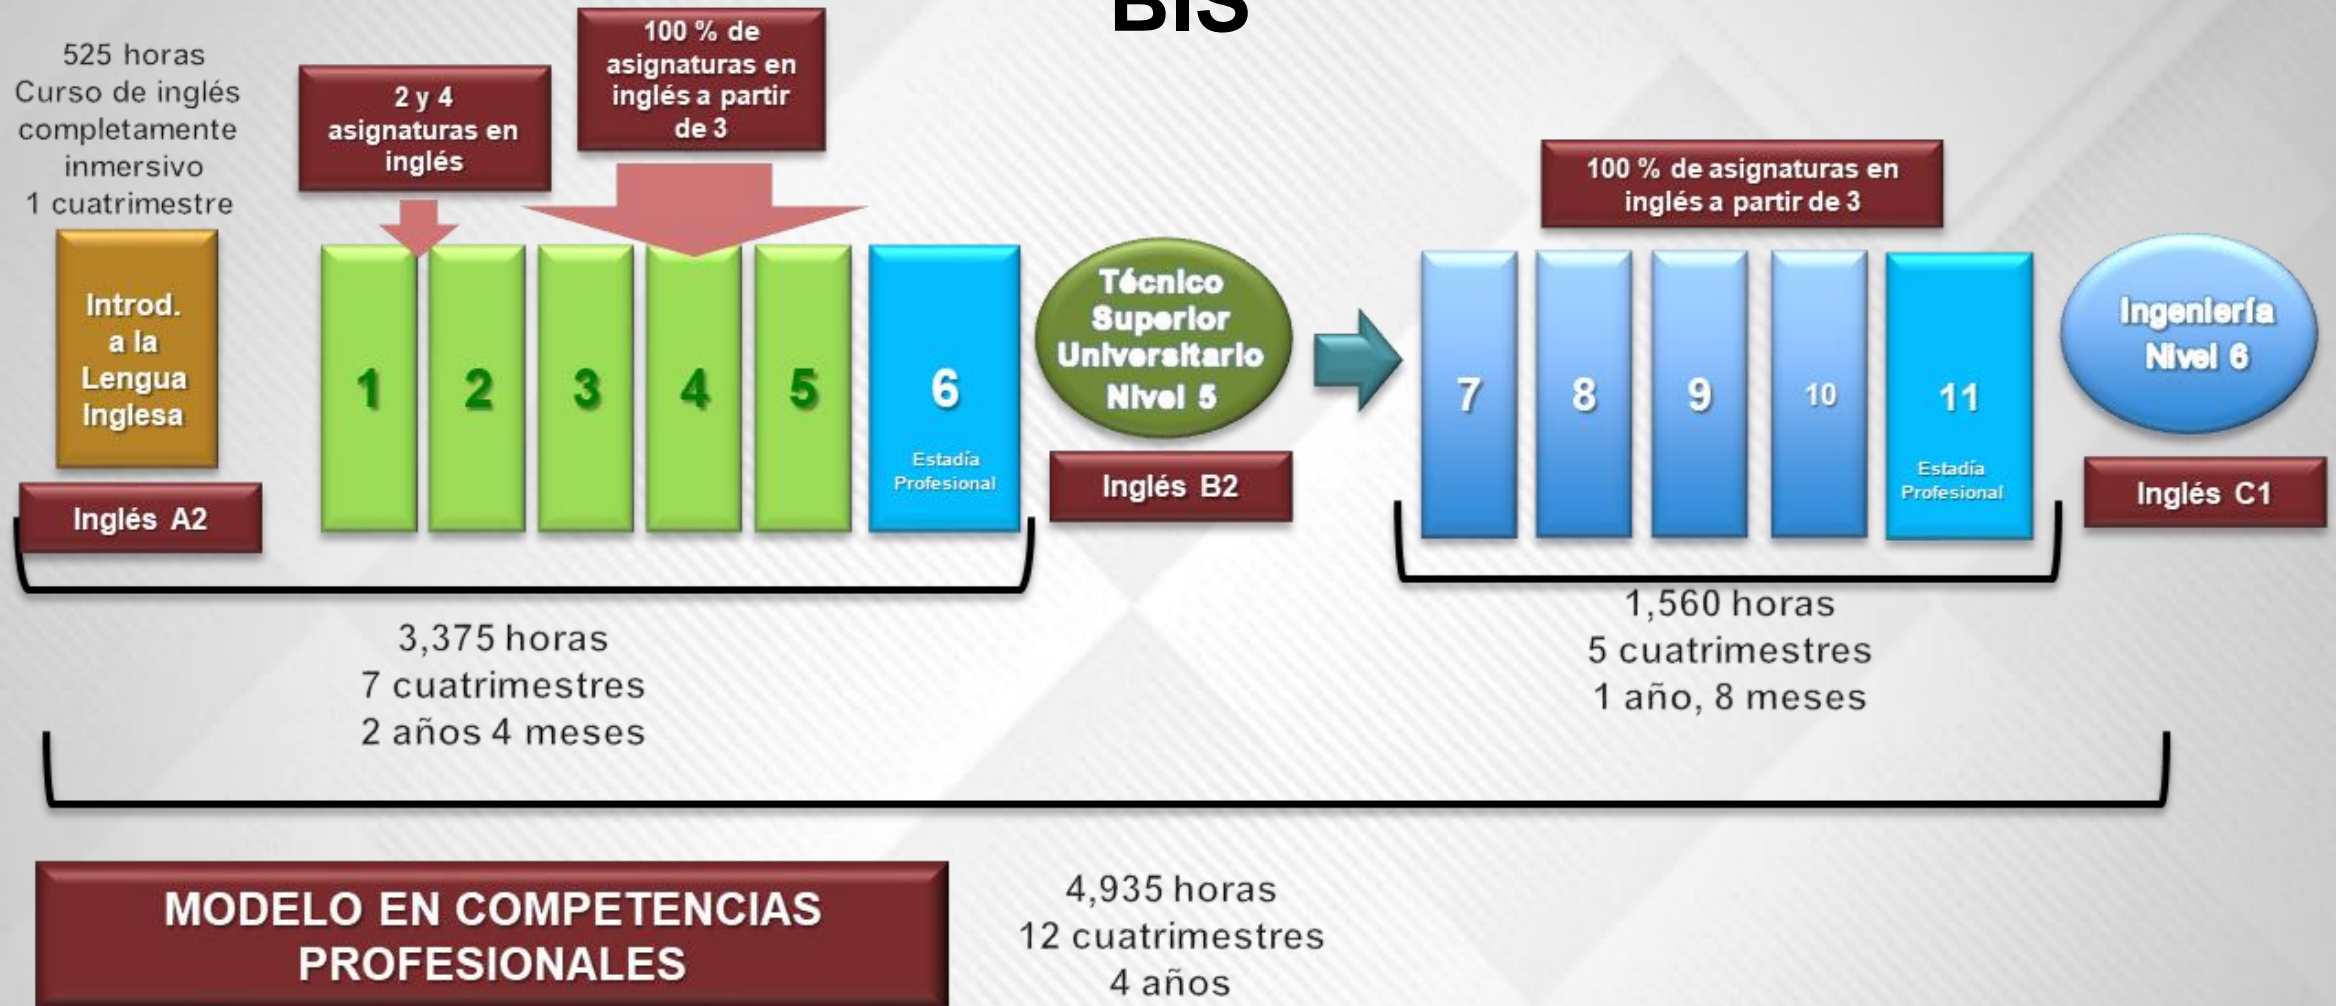 BIS
525 horas
Curso de inglés
completamente
inmersivo
1 cuatrimestre
2 y 4
asignaturas en
inglés
100 % de
asignaturas en
inglés a partir
de 3
100 % de asignaturas en
inglés a partir de 3
Introd.
a la
Lengua
Inglesa
Inglés A2
1
2
3
4
5
6
Estadía
Profesional
Técnico
Superior
Universitario
Nivel 5
Inglés B2
7
8
9
10
11
Estadía
Profesional
Ingeniería
Nivel 6
Inglés C1
3,375 horas
7 cuatrimestres
2 años 4 meses
1,560 horas
5 cuatrimestres
1 año, 8 meses
MODELO EN COMPETENCIAS
PROFESIONALES
4,935 horas
12 cuatrimestres
4 años